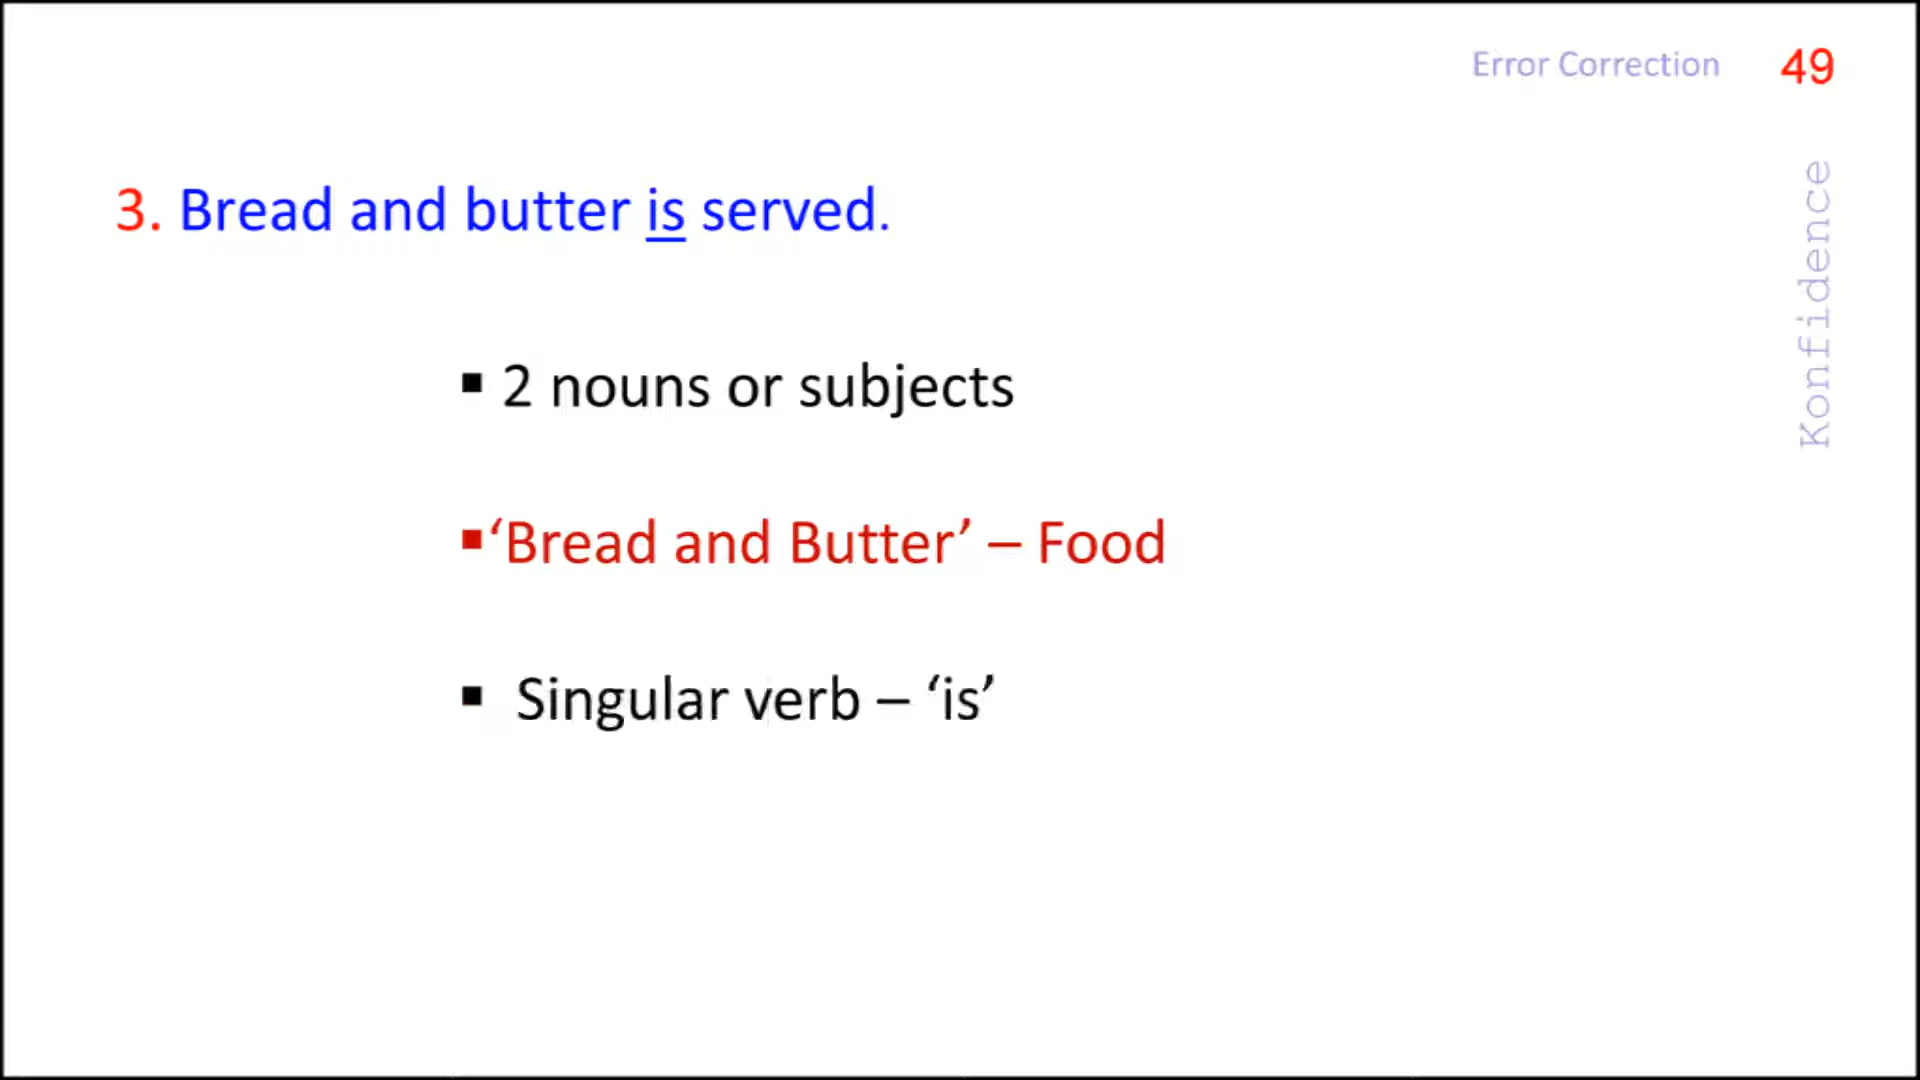 Error Correction 49
Konfidence
3. Bread and butter is served.
▪ 2 nouns or subjects
▪‘Bread and Butter’ – Food
▪ Singular verb – ‘is’